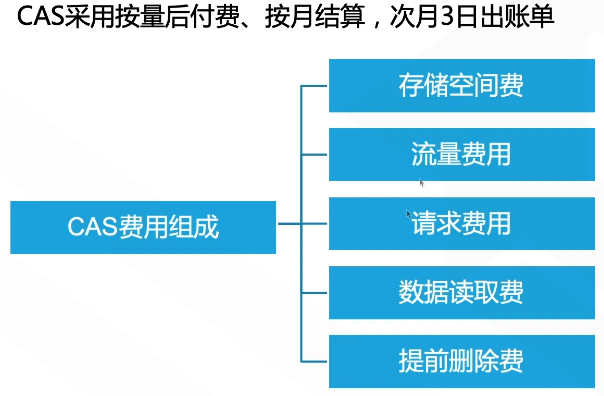 CAS采用按量后付费、按月结算，次月3日出账单
存储空间费
流量费用
CAS费用组成
请求费用
数据读取费
提前删除费